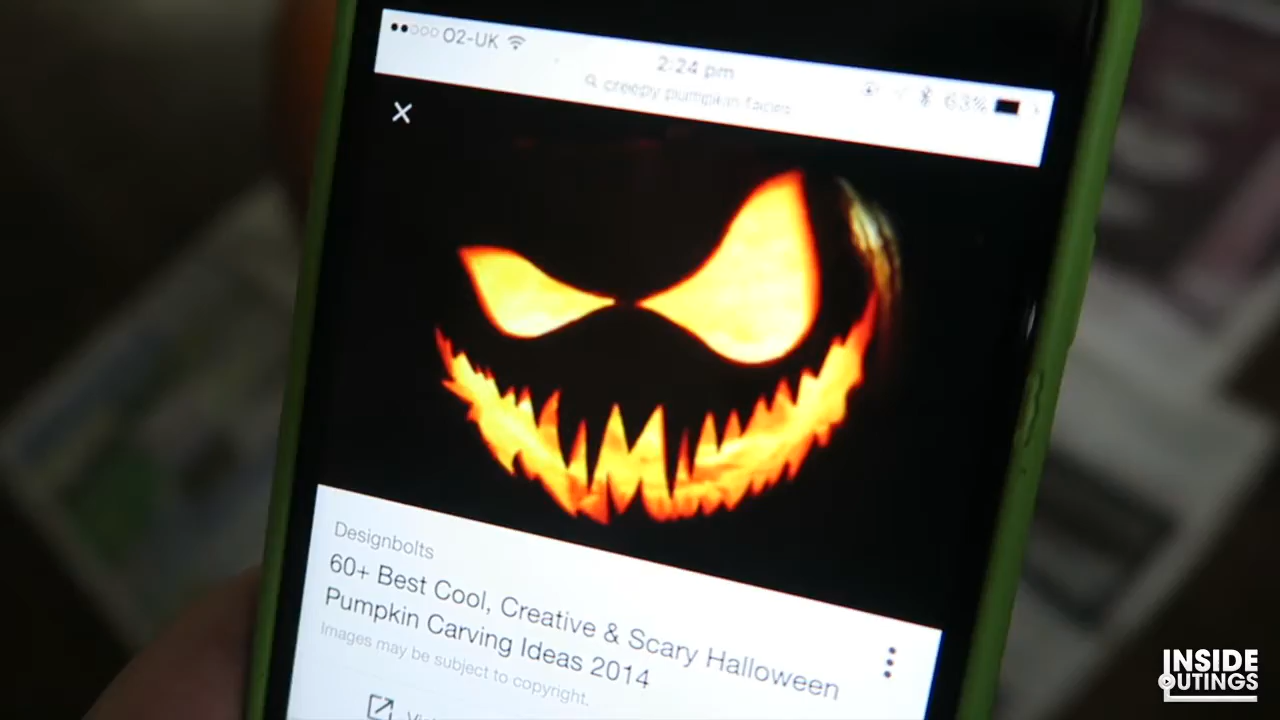 O2-UK
2:24 pm
63%
creepy pumpkin faces
Designbolts
60+ Best Cool, Creative & Scary Halloween
Pumpkin Carving Ideas 2014
Images may be subject to copyright.
INSIDE
OUTINGS